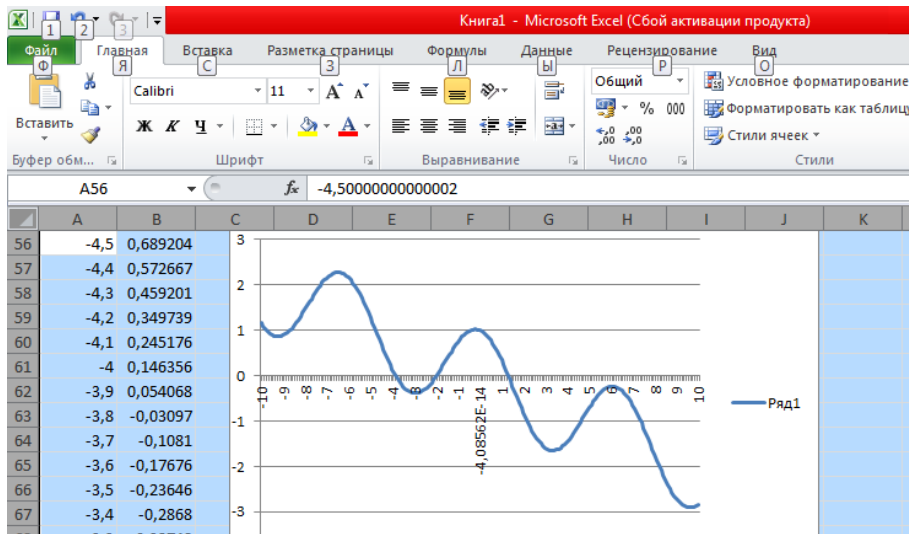 1 2 3 Книга1 - Microsoft Excel (Сбой активации продукта)
Файл Главная Вставка Разметка страницы Формулы Данные Рецензирование Вид
Ф Я С З Л Ы Р О
Calibri 11 А А Общий Условное форматирование
Вставить % 000 Форматировать как таблицу
Ж К Ч А ,0 ,00 ,00 ,0 Стили ячеек
Буфер обм... Шрифт Выравнивание Число Стили
A56 fx -4,50000000000002
A B C D E F G H I J K
56 -4,5 0,689204
57 -4,4 0,572667
58 -4,3 0,459201
59 -4,2 0,349739
60 -4,1 0,245176
61 -4 0,146356
62 -3,9 0,054068
63 -3,8 -0,03097
64 -3,7 -0,1081
65 -3,6 -0,17676
66 -3,5 -0,23646
67 -3,4 -0,2868
3
2
1
0
-1
-2
-3
-10 -9 -8 -7 -6 -5 -4 -3 -2 -1 -4,08562E-14 1 2 3 4 5 6 7 8 9 10
Ряд1